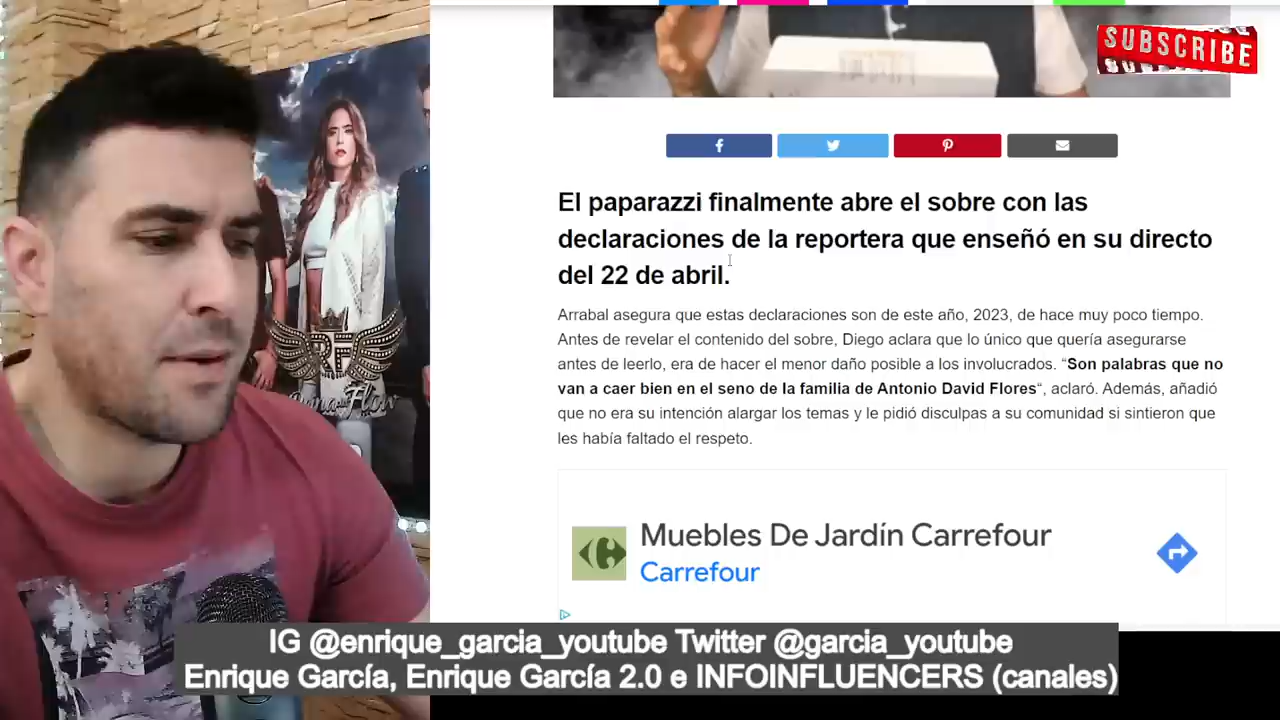 SUBSCRIBE
El paparazzi finalmente abre el sobre con las
declaraciones de la reportera que enseñó en su directo
del 22 de abril.
Arrabal asegura que estas declaraciones son de este año, 2023, de hace muy poco tiempo.
Antes de revelar el contenido del sobre, Diego aclara que lo único que quería asegurarse
antes de leerlo, era de hacer el menor daño posible a los involucrados. “Son palabras que no
van a caer bien en el seno de la familia de Antonio David Flores“, aclaró. Además, añadió
que no era su intención alargar los temas y le pidió disculpas a su comunidad si sintieron que
les había faltado el respeto.
Muebles De Jardín Carrefour
Carrefour
IG @enrique_garcia_youtube Twitter @garcia_youtube
Enrique García, Enrique García 2.0 e INFOINFLUENCERS (canales)